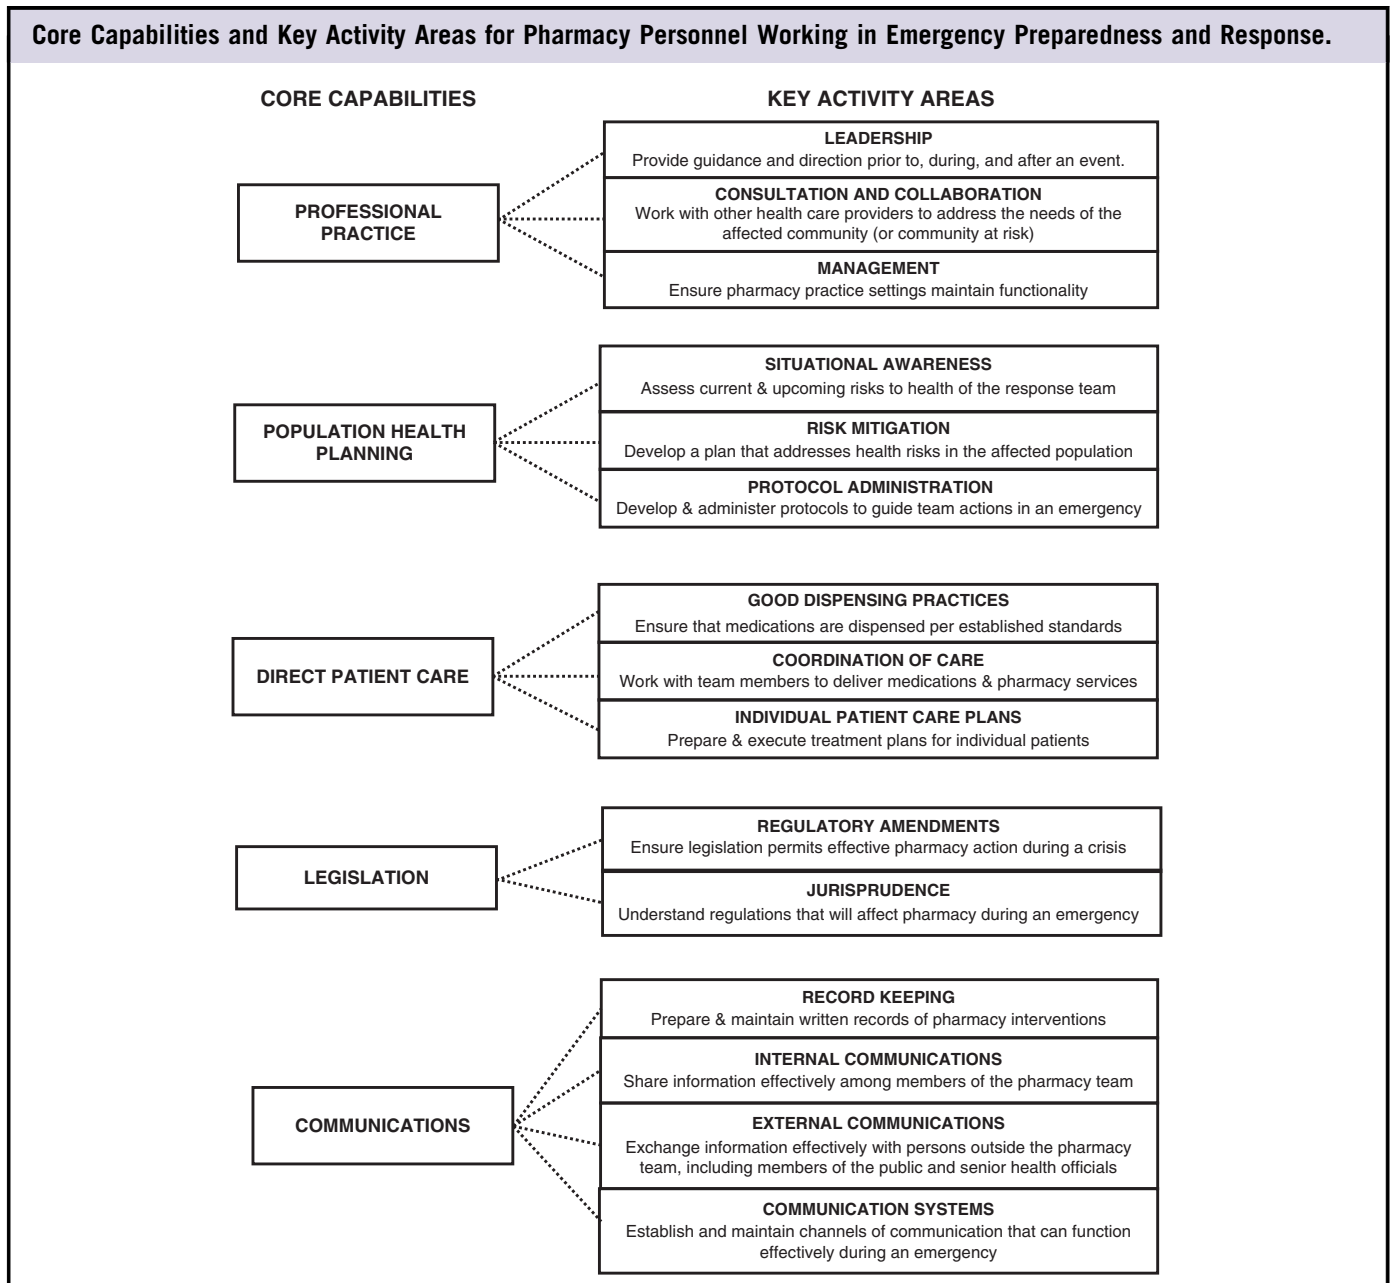 Core Capabilities and Key Activity Areas for Pharmacy Personnel Working in Emergency Preparedness and Response.
CORE CAPABILITIES
KEY ACTIVITY AREAS
PROFESSIONAL
PRACTICE
LEADERSHIP
Provide guidance and direction prior to, during, and after an event.
CONSULTATION AND COLLABORATION
Work with other health care providers to address the needs of the
affected community (or community at risk)
MANAGEMENT
Ensure pharmacy practice settings maintain functionality
POPULATION HEALTH
PLANNING
SITUATIONAL AWARENESS
Assess current & upcoming risks to health of the response team
RISK MITIGATION
Develop a plan that addresses health risks in the affected population
PROTOCOL ADMINISTRATION
Develop & administer protocols to guide team actions in an emergency
DIRECT PATIENT CARE
GOOD DISPENSING PRACTICES
Ensure that medications are dispensed per established standards
COORDINATION OF CARE
Work with team members to deliver medications & pharmacy services
INDIVIDUAL PATIENT CARE PLANS
Prepare & execute treatment plans for individual patients
LEGISLATION
REGULATORY AMENDMENTS
Ensure legislation permits effective pharmacy action during a crisis
JURISPRUDENCE
Understand regulations that will affect pharmacy during an emergency
COMMUNICATIONS
RECORD KEEPING
Prepare & maintain written records of pharmacy interventions
INTERNAL COMMUNICATIONS
Share information effectively among members of the pharmacy team
EXTERNAL COMMUNICATIONS
Exchange information effectively with persons outside the pharmacy
team, including members of the public and senior health officials
COMMUNICATION SYSTEMS
Establish and maintain channels of communication that can function
effectively during an emergency